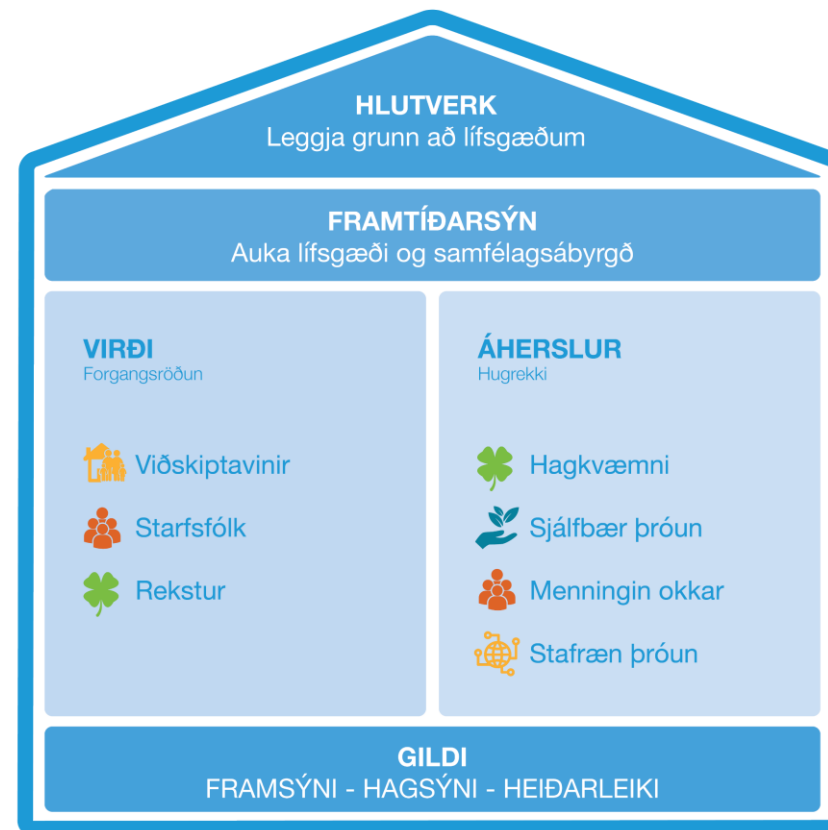 HLUTVERK
Leggja grunn að lífsgæðum
FRAMTÍÐARSÝN
Auka lífsgæði og samfélagsábyrgð
VIRÐI
Forgangsröðun
Viðskiptavinir
Starfsfólk
Rekstur
ÁHERSLUR
Hugrekki
Hagkvæmni
Sjálfbær þróun
Menningin okkar
Stafræn þróun
GILDI
FRAMSÝNI - HAGSÝNI - HEIÐARLEIKI